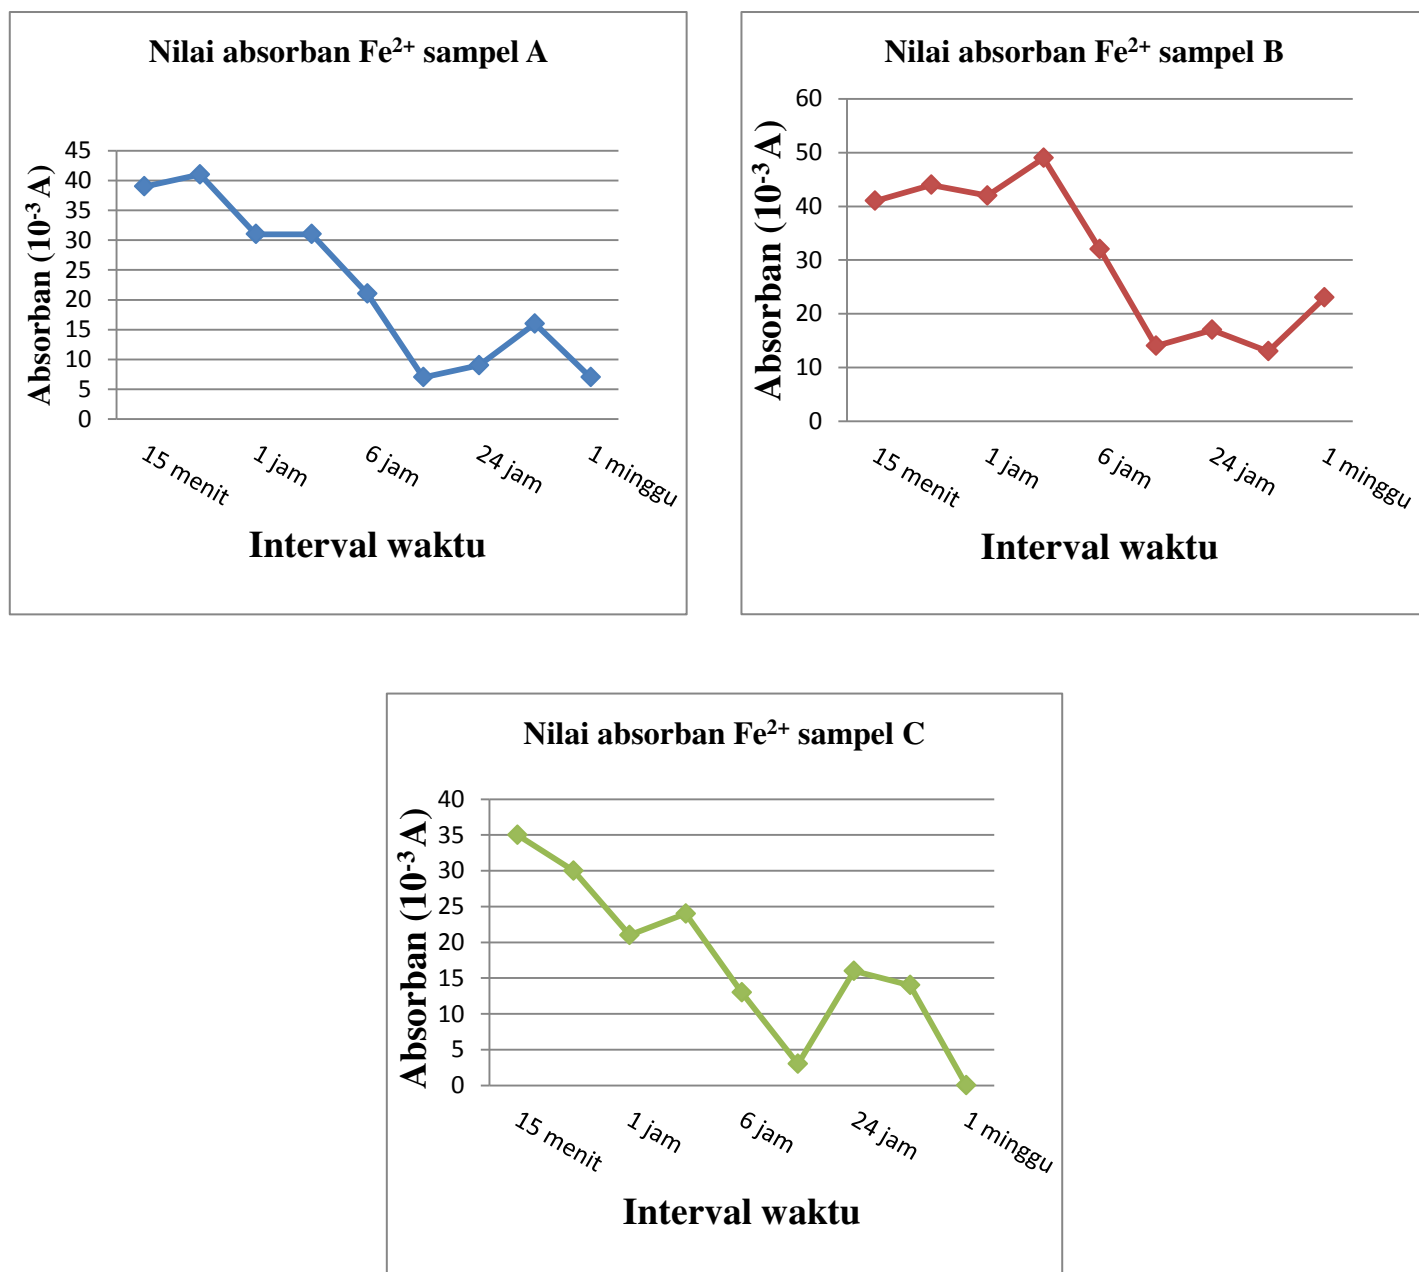 Nilai absorban Fe²⁺ sampel A
Absorban (10⁻³ A)
45
40
35
30
25
20
15
10
5
0
15 menit
1 jam
6 jam
24 jam
1 minggu
Interval waktu
Nilai absorban Fe²⁺ sampel B
Absorban (10⁻³ A)
60
50
40
30
20
10
0
15 menit
1 jam
6 jam
24 jam
1 minggu
Interval waktu
Nilai absorban Fe²⁺ sampel C
Absorban (10⁻³ A)
40
35
30
25
20
15
10
5
0
15 menit
1 jam
6 jam
24 jam
1 minggu
Interval waktu